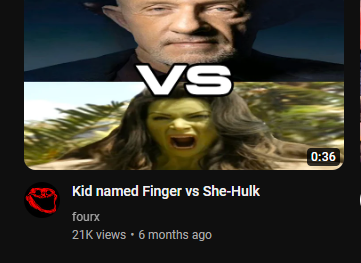 VS
0:36
Kid named Finger vs She-Hulk
fourx
21K views • 6 months ago